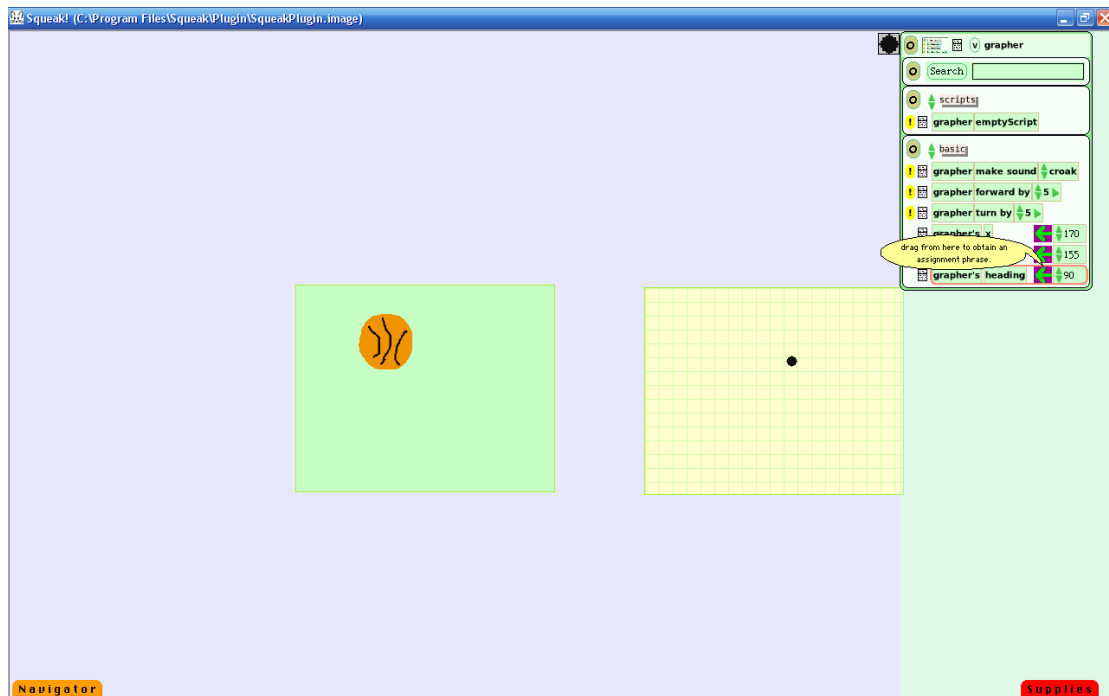 Squeak! (C:\Program Files\Squeak\Plugin\SqueakPlugin.image)
v grapher
Search
scripts
! grapher emptyScript
basic
! grapher make sound croak
! grapher forward by 5
! grapher turn by 5
grapher's x 170
drag from here to obtain an
assignment phrase.
155
grapher's heading 90
Navigator
Supplies